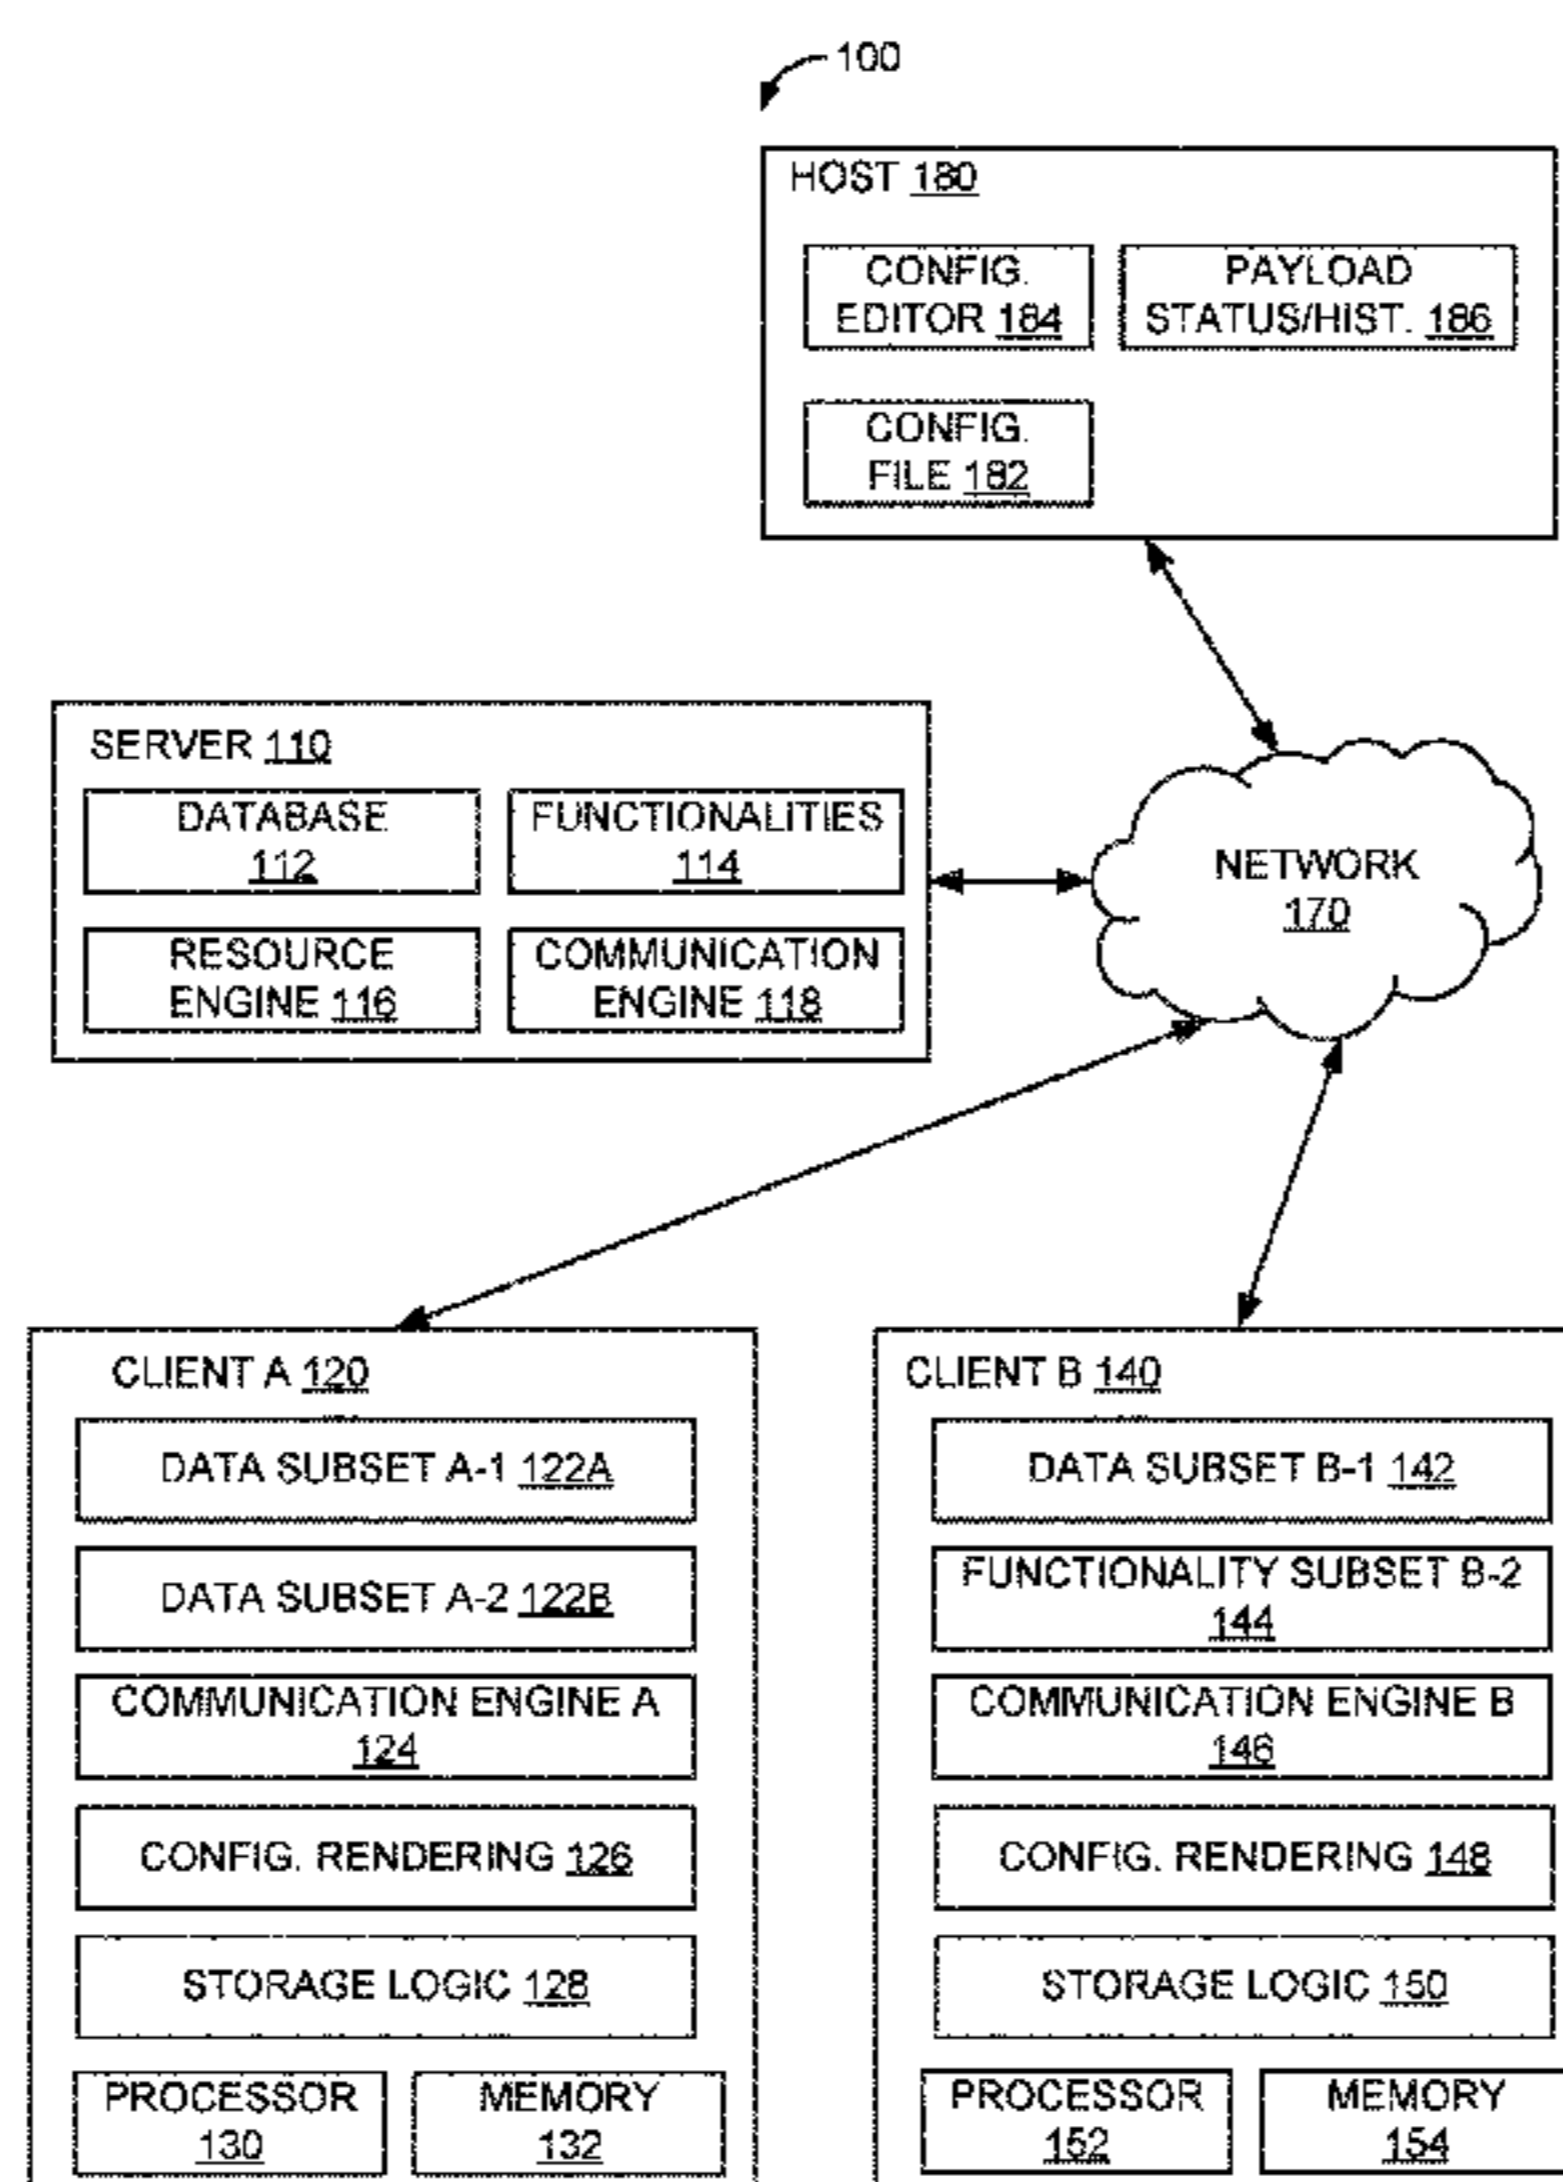 100
HOST 180
CONFIG.
EDITOR 184
PAYLOAD
STATUS/HIST. 186
CONFIG.
FILE 182
SERVER 110
DATABASE
112
FUNCTIONALITIES
114
RESOURCE
ENGINE 116
COMMUNICATION
ENGINE 118
NETWORK
170
CLIENT A 120
DATA SUBSET A-1 122A
DATA SUBSET A-2 122B
COMMUNICATION ENGINE A
124
CONFIG. RENDERING 126
STORAGE LOGIC 128
PROCESSOR
130
MEMORY
132
CLIENT B 140
DATA SUBSET B-1 142
FUNCTIONALITY SUBSET B-2
144
COMMUNICATION ENGINE B
146
CONFIG. RENDERING 148
STORAGE LOGIC 150
PROCESSOR
152
MEMORY
154